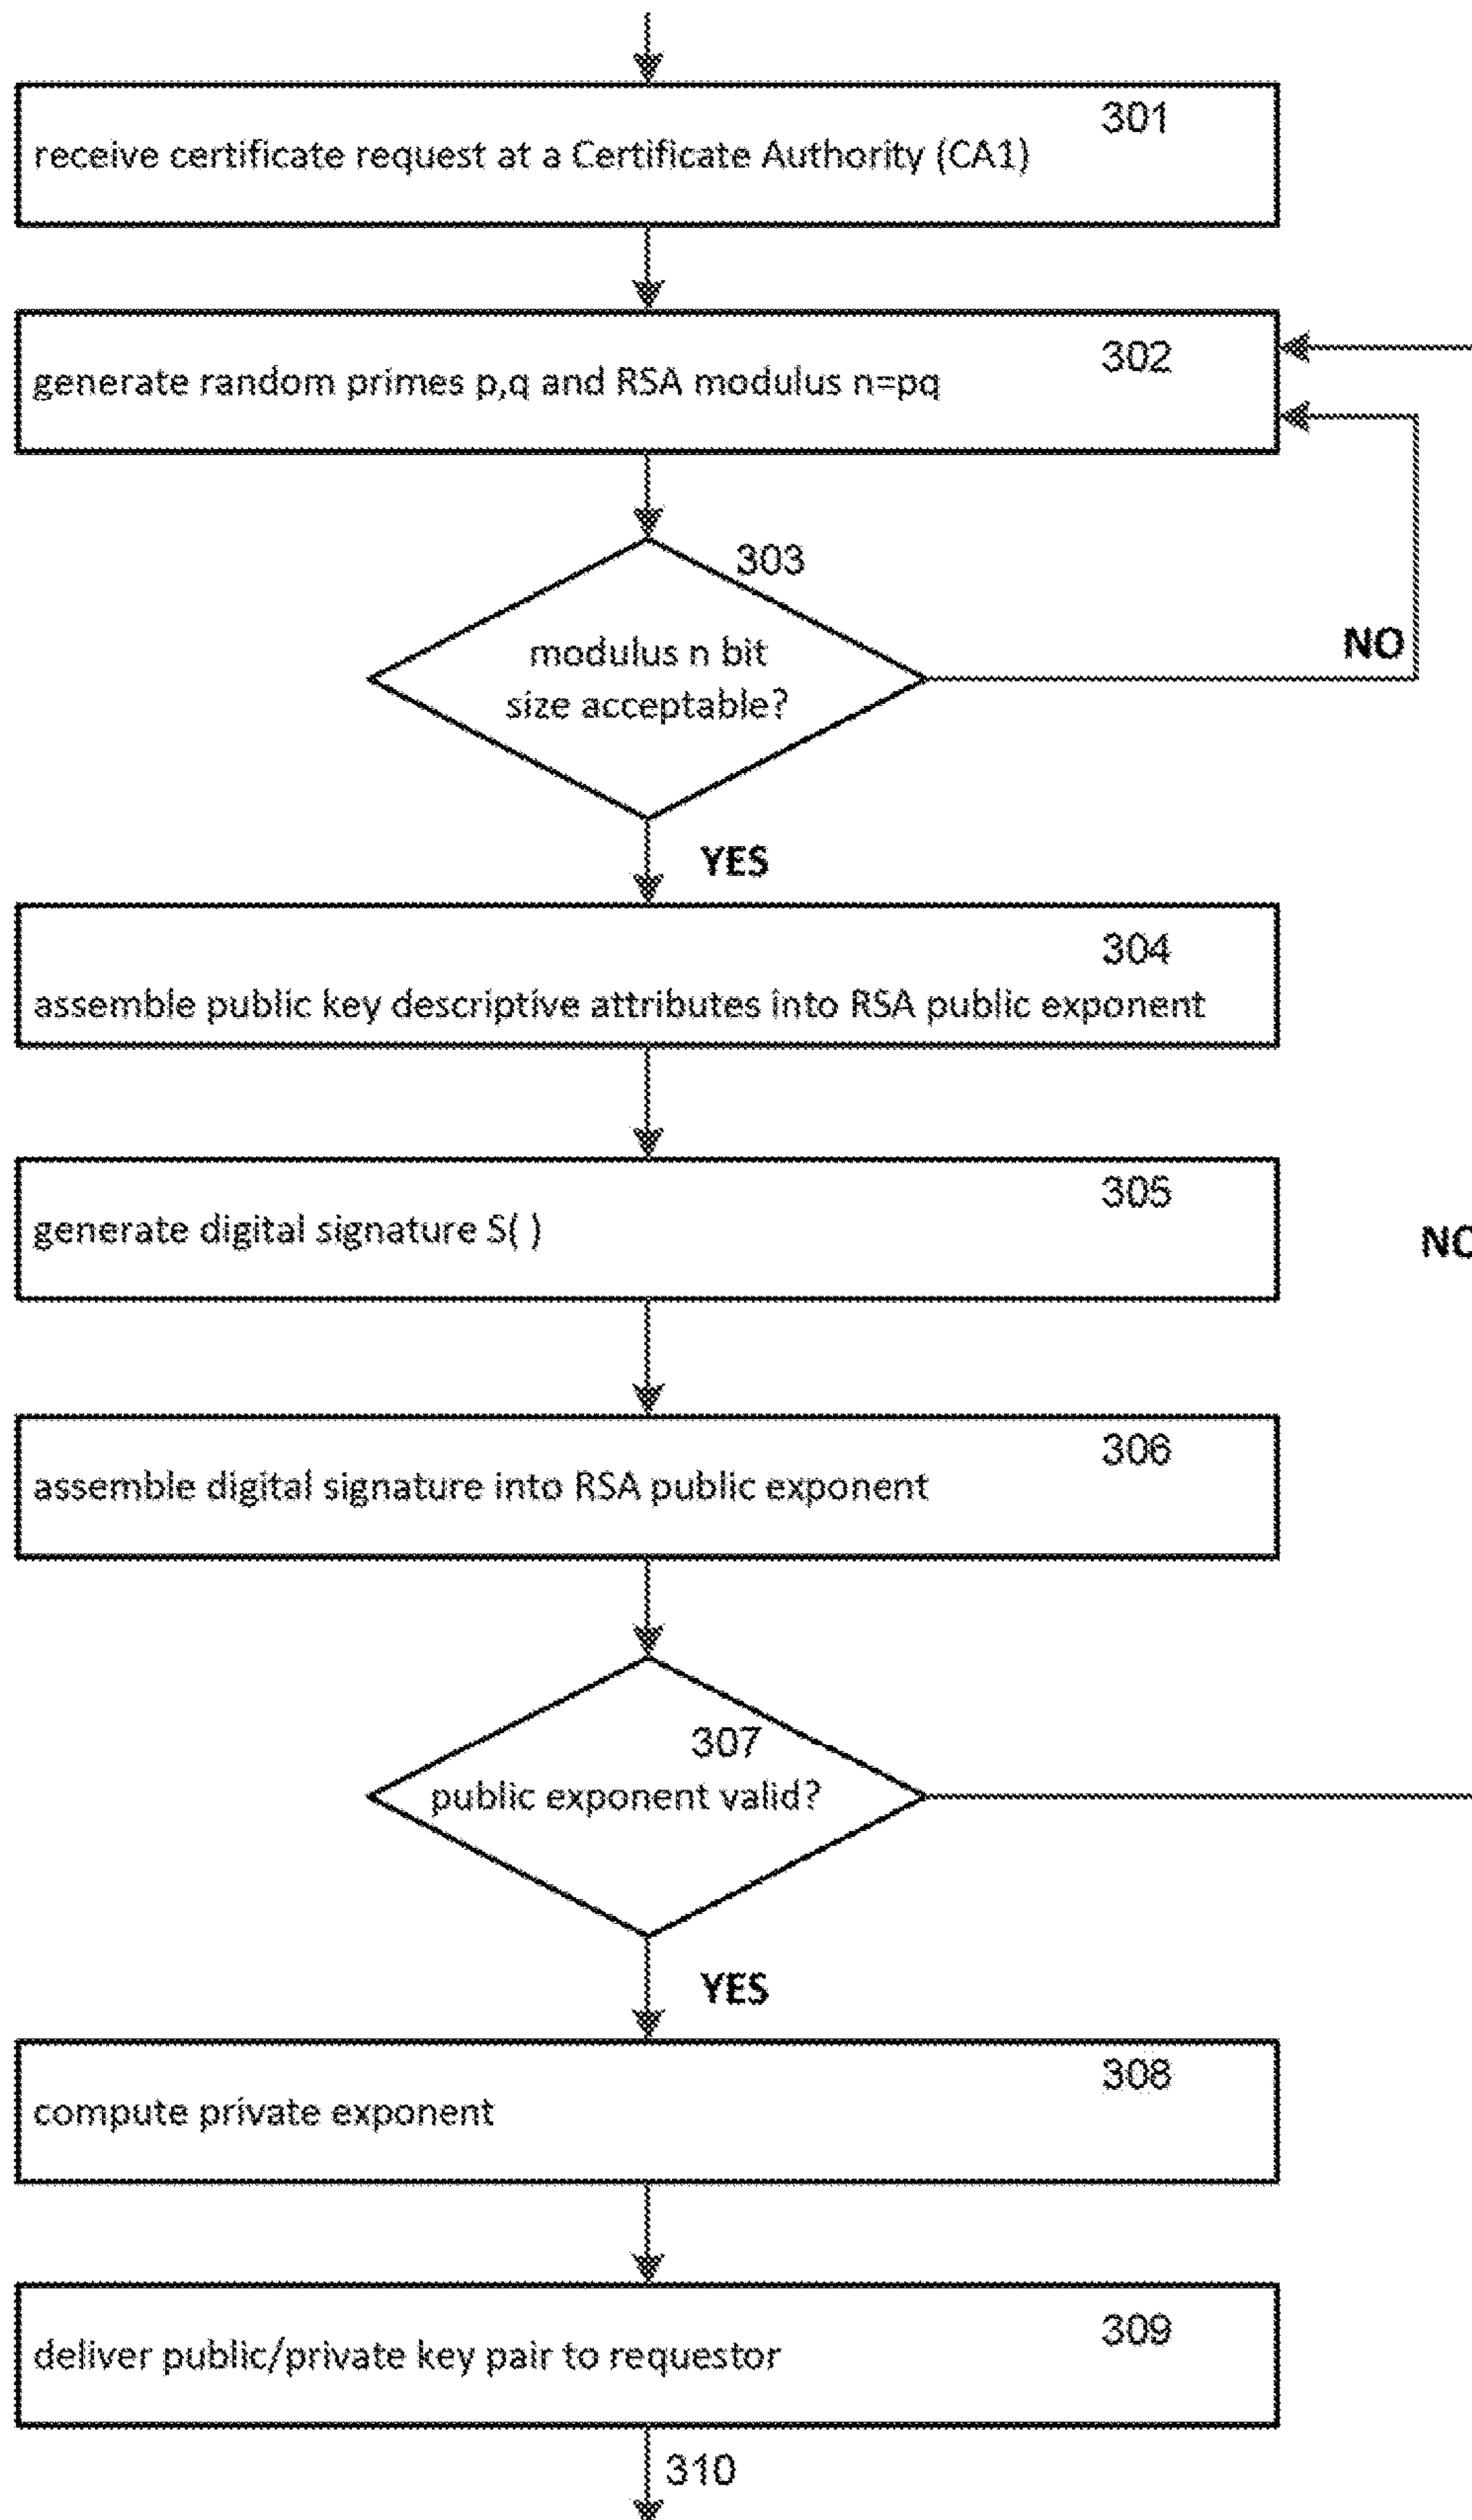 301
receive certificate request at a Certificate Authority (CA1)
302
generate random primes p,q and RSA modulus n=pq
303
modulus n bit
size acceptable?
NO
YES
304
assemble public key descriptive attributes into RSA public exponent
305
generate digital signature S( )
NO
306
assemble digital signature into RSA public exponent
307
public exponent valid?
YES
308
compute private exponent
309
deliver public/private key pair to requestor
310